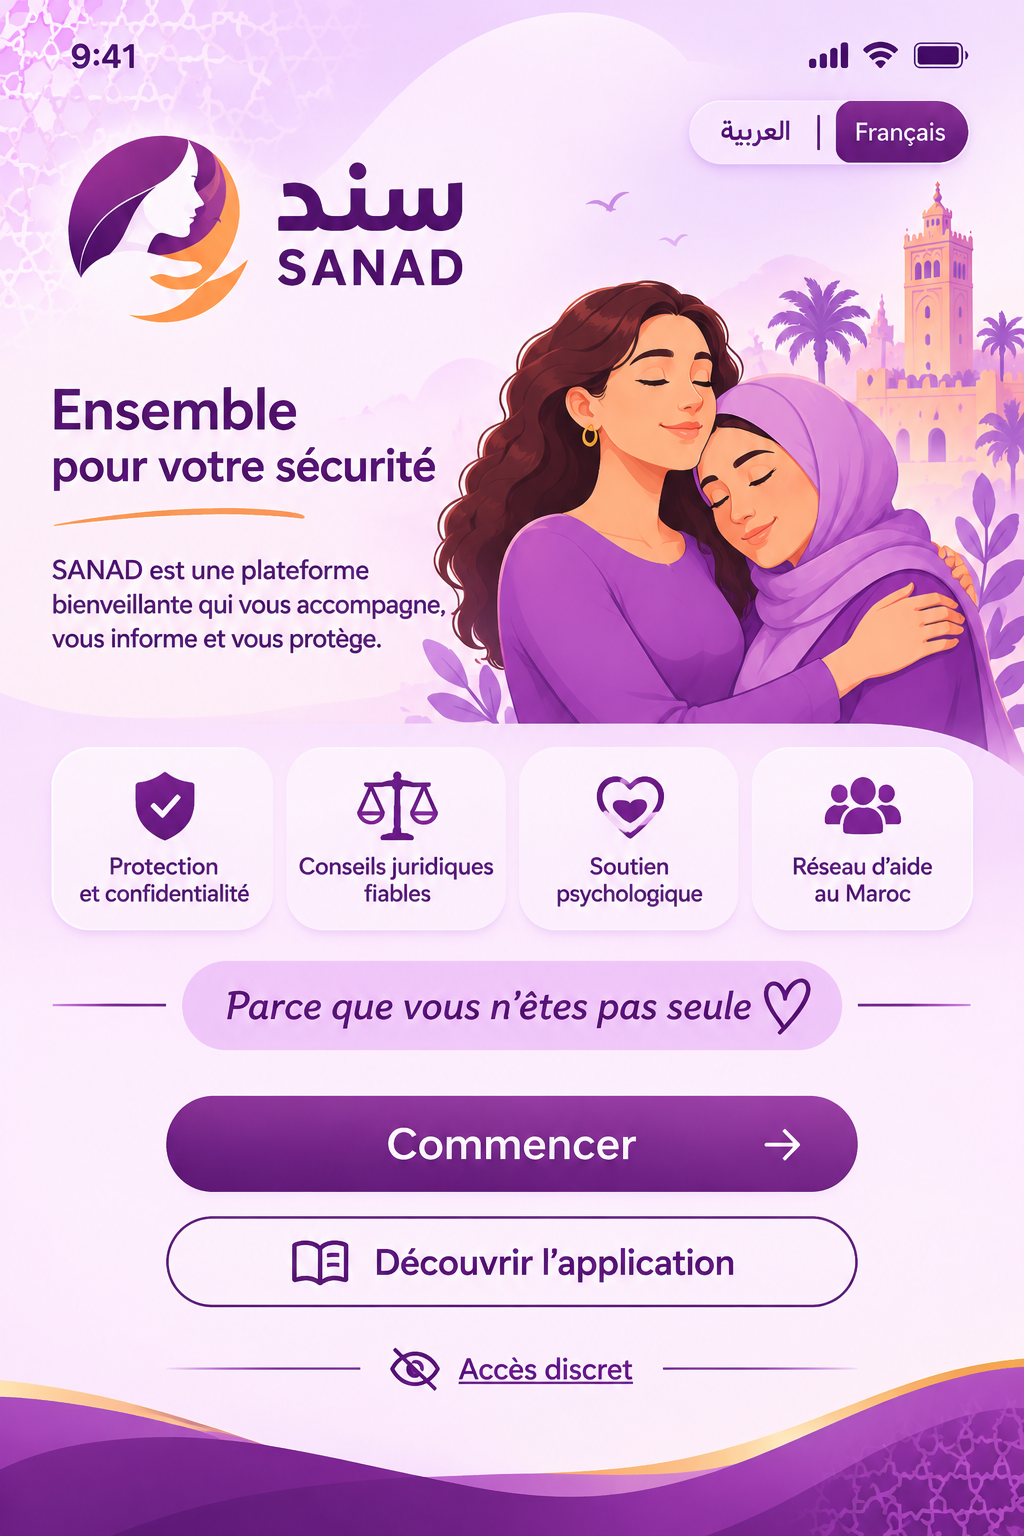 9:41
العربية | Français
سند
SANAD
Ensemble
pour votre sécurité
SANAD est une plateforme
bienveillante qui vous accompagne,
vous informe et vous protège.
Protection
et confidentialité
Conseils juridiques
fiables
Soutien
psychologique
Réseau d’aide
au Maroc
Parce que vous n’êtes pas seule
Commencer
Découvrir l’application
Accès discret